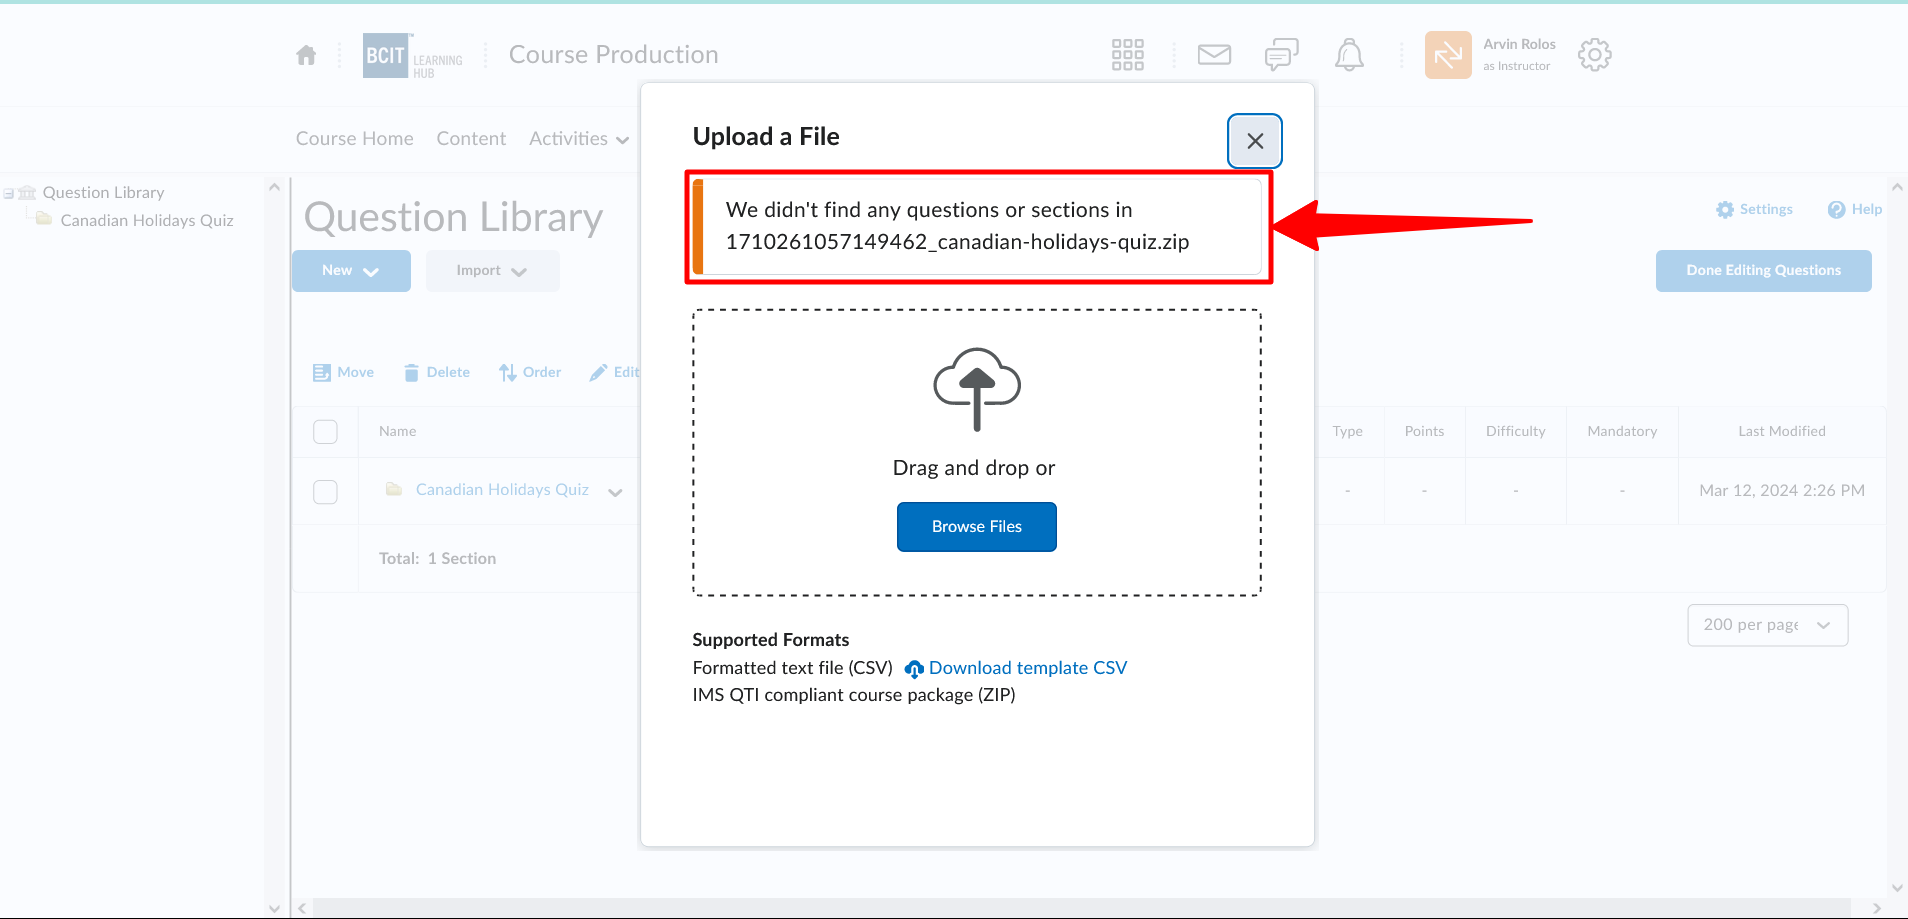 BCIT™ LEARNING HUB
Course Production
Arvin Rolos
as Instructor
Course Home Content Activities
Question Library
Canadian Holidays Quiz
Question Library
Settings Help
New Import
Done Editing Questions
Move Delete Order Edit
Name Type Points Difficulty Mandatory Last Modified
Canadian Holidays Quiz - - - - Mar 12, 2024 2:26 PM
Total: 1 Section
200 per page
Upload a File
We didn't find any questions or sections in
1710261057149462_canadian-holidays-quiz.zip
Drag and drop or
Browse Files
Supported Formats
Formatted text file (CSV) Download template CSV
IMS QTI compliant course package (ZIP)